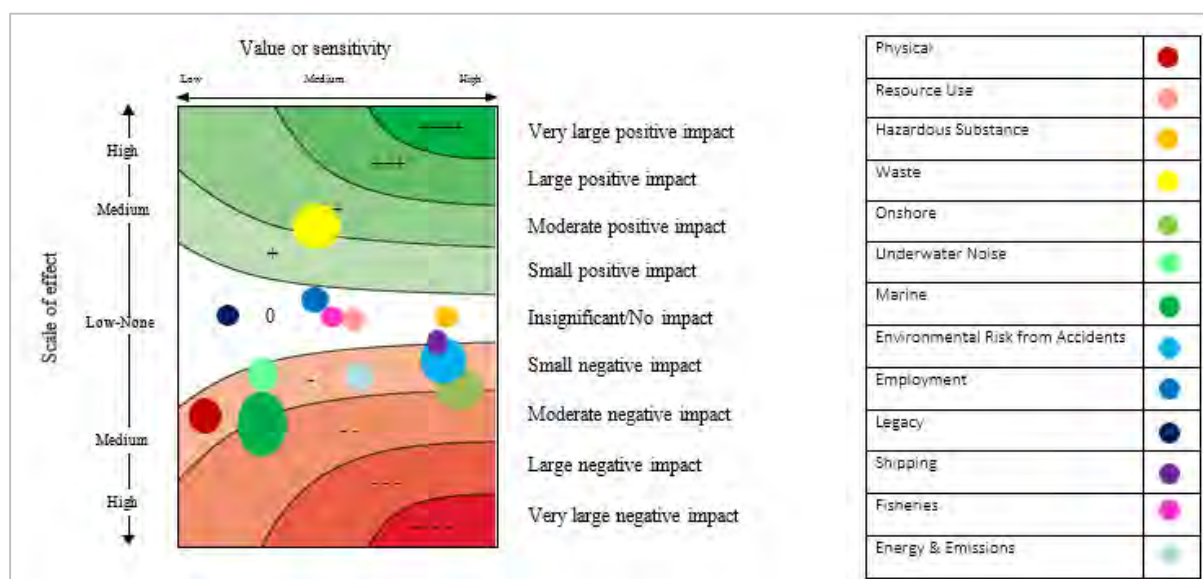 Value or sensitivity
Low Medium High
High
Medium
Low-None
Medium
High
Scale of effect
++++
+++
+
+
0
-
- -
- - -
- - - -
Very large positive impact
Large positive impact
Moderate positive impact
Small positive impact
Insignificant/No impact
Small negative impact
Moderate negative impact
Large negative impact
Very large negative impact
Physical
Resource Use
Hazardous Substance
Waste
Onshore
Underwater Noise
Marine
Environmental Risk from Accidents
Employment
Legacy
Shipping
Fisheries
Energy & Emissions